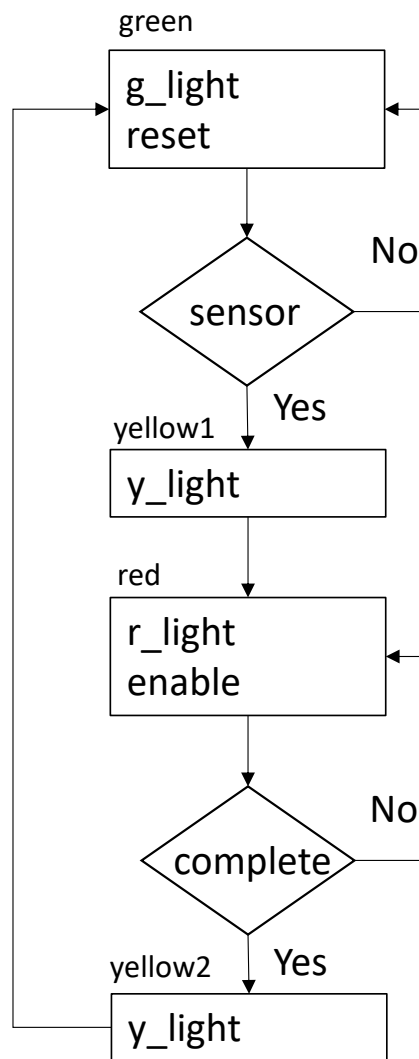 green
g_light
reset
No
sensor
Yes
yellow1
y_light
red
r_light
enable
No
complete
Yes
yellow2
y_light